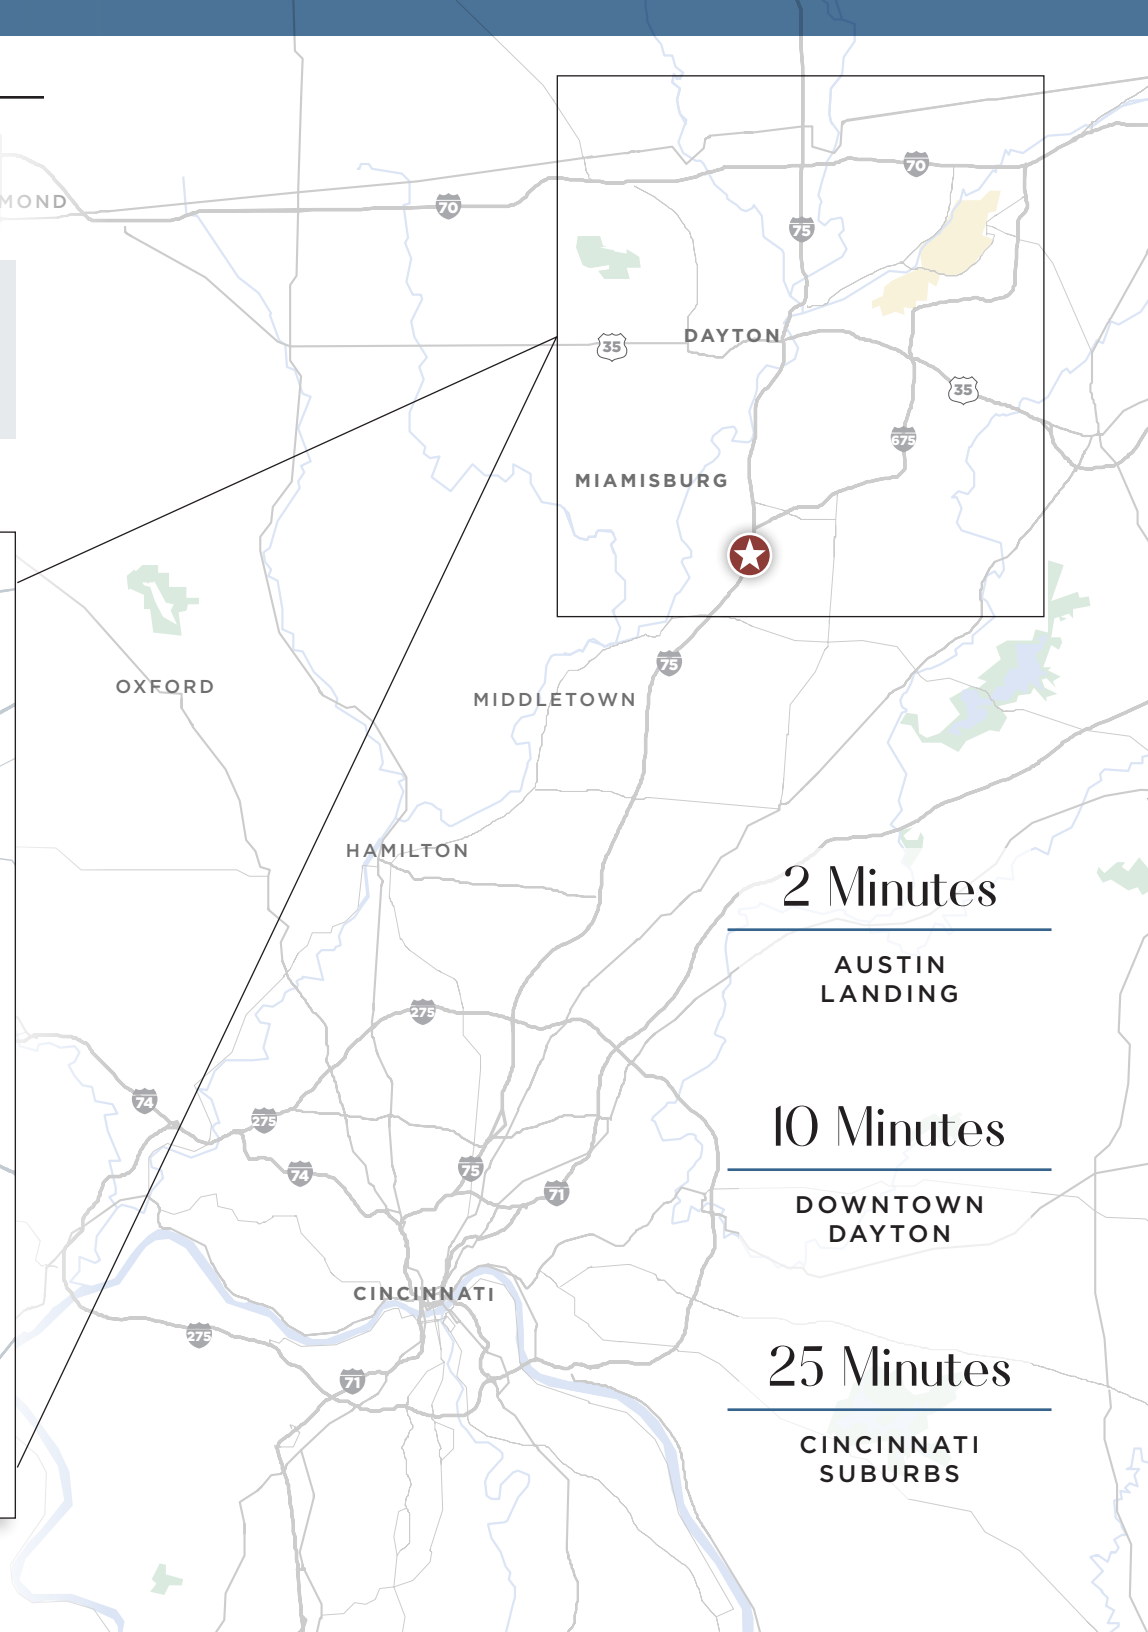 70
MOND
70
75
DAYTON
35
35
675
MIAMISBURG
75
OXFORD
MIDDLETOWN
HAMILTON
2 Minutes
AUSTIN
LANDING
275
74
275
10 Minutes
74
75
71
DOWNTOWN
DAYTON
CINCINNATI
275
25 Minutes
71
CINCINNATI
SUBURBS